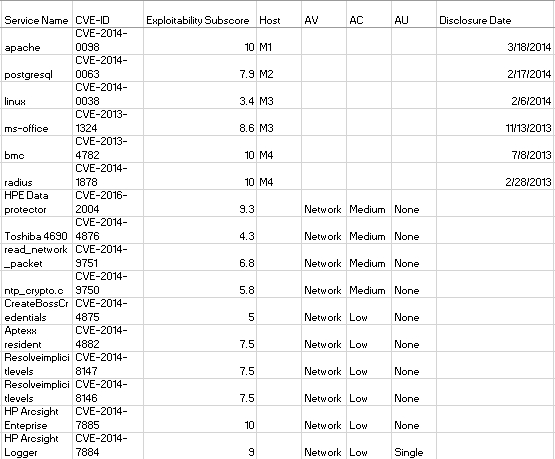 Service Name CVE-ID Exploitability Subscore Host AV AC AU Disclosure Date
CVE-2014-
apache 0098 10 M1 3/18/2014
CVE-2014-
postgresql 0063 7.9 M2 2/17/2014
CVE-2014-
linux 0038 3.4 M3 2/6/2014
CVE-2013-
ms-office 1324 8.6 M3 11/13/2013
CVE-2013-
bmc 4782 10 M4 7/8/2013
CVE-2014-
radius 1878 10 M4 2/28/2013
HPE Data CVE-2016-
protector 2004 9.3 Network Medium None
CVE-2014-
Toshiba 4690 4876 4.3 Network Medium None
read_network CVE-2014-
_packet 9751 6.8 Network Medium None
CVE-2014-
ntp_crypto.c 9750 5.8 Network Medium None
CreateBossCr CVE-2014-
edentials 4875 5 Network Low None
Aptexx CVE-2014-
resident 4882 7.5 Network Low None
Resolveimplici CVE-2014-
tlevels 8147 7.5 Network Low None
Resolveimplici CVE-2014-
tlevels 8146 7.5 Network Low None
HP Arcsight CVE-2014-
Enteprise 7885 10 Network Low None
HP Arcsight CVE-2014-
Logger 7884 9 Network Low Single